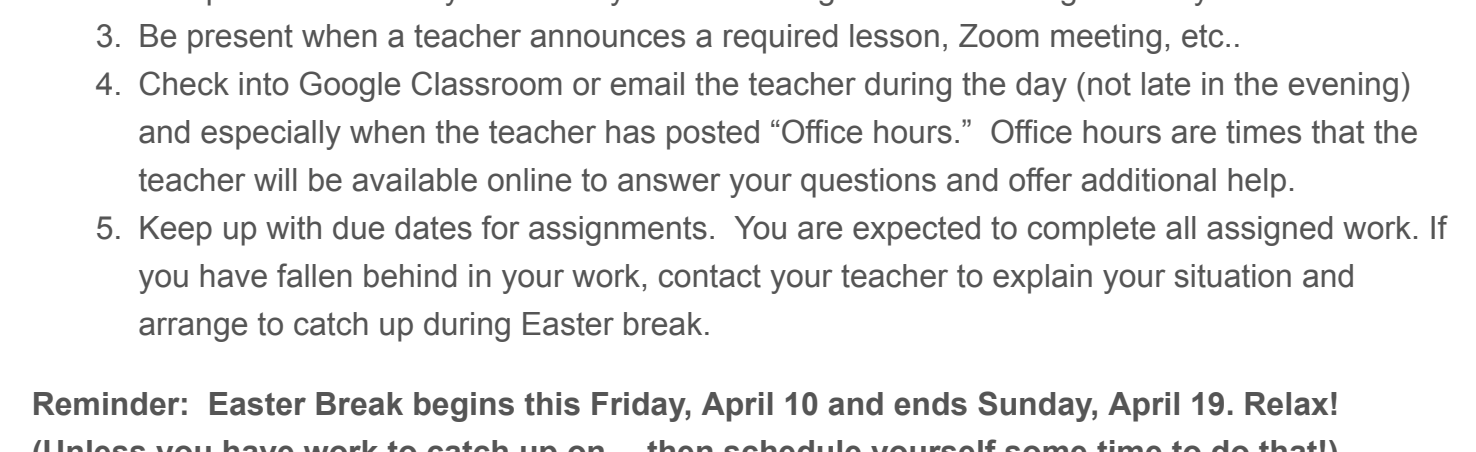 3. Be present when a teacher announces a required lesson, Zoom meeting, etc..
4. Check into Google Classroom or email the teacher during the day (not late in the evening)
and especially when the teacher has posted “Office hours.”  Office hours are times that the
teacher will be available online to answer your questions and offer additional help.
5. Keep up with due dates for assignments.  You are expected to complete all assigned work. If
you have fallen behind in your work, contact your teacher to explain your situation and
arrange to catch up during Easter break.
Reminder:  Easter Break begins this Friday, April 10 and ends Sunday, April 19. Relax!
(Unless you have work to catch up on... then schedule yourself some time to do that!)